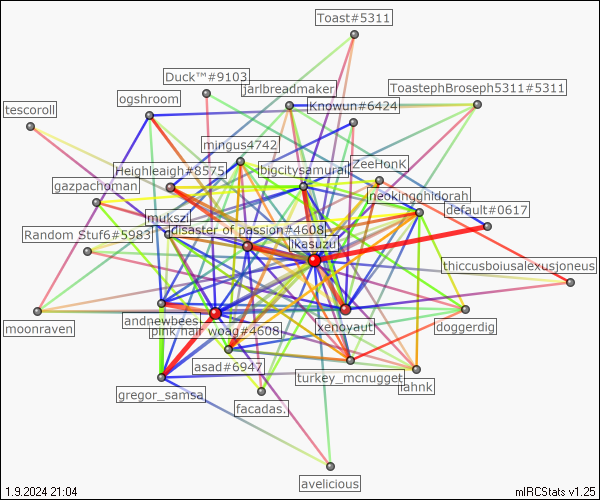 Toast#5311
Duck™#9103
jarlbreadmaker
ToastephBroseph5311#5311
ogshroom
Knowun#6424
tescoroll
mingus4742
bigcitysamurai
ZeeHonK
Heighleaigh#8575
gazpachoman
neokingghidorah
default#0617
mukszi
disaster of passion#4608
Random Stuf6#5983
ikasuzu
thiccusboiusalexusjoneus
moonraven
andnewbees
pink hair woag#4608
xenoyauti
doggerdig
asad#6947
turkey_mcnugget
gregor_samsa
facadas.
avelicious
1.9.2024 21:04
mIRCStats v1.25